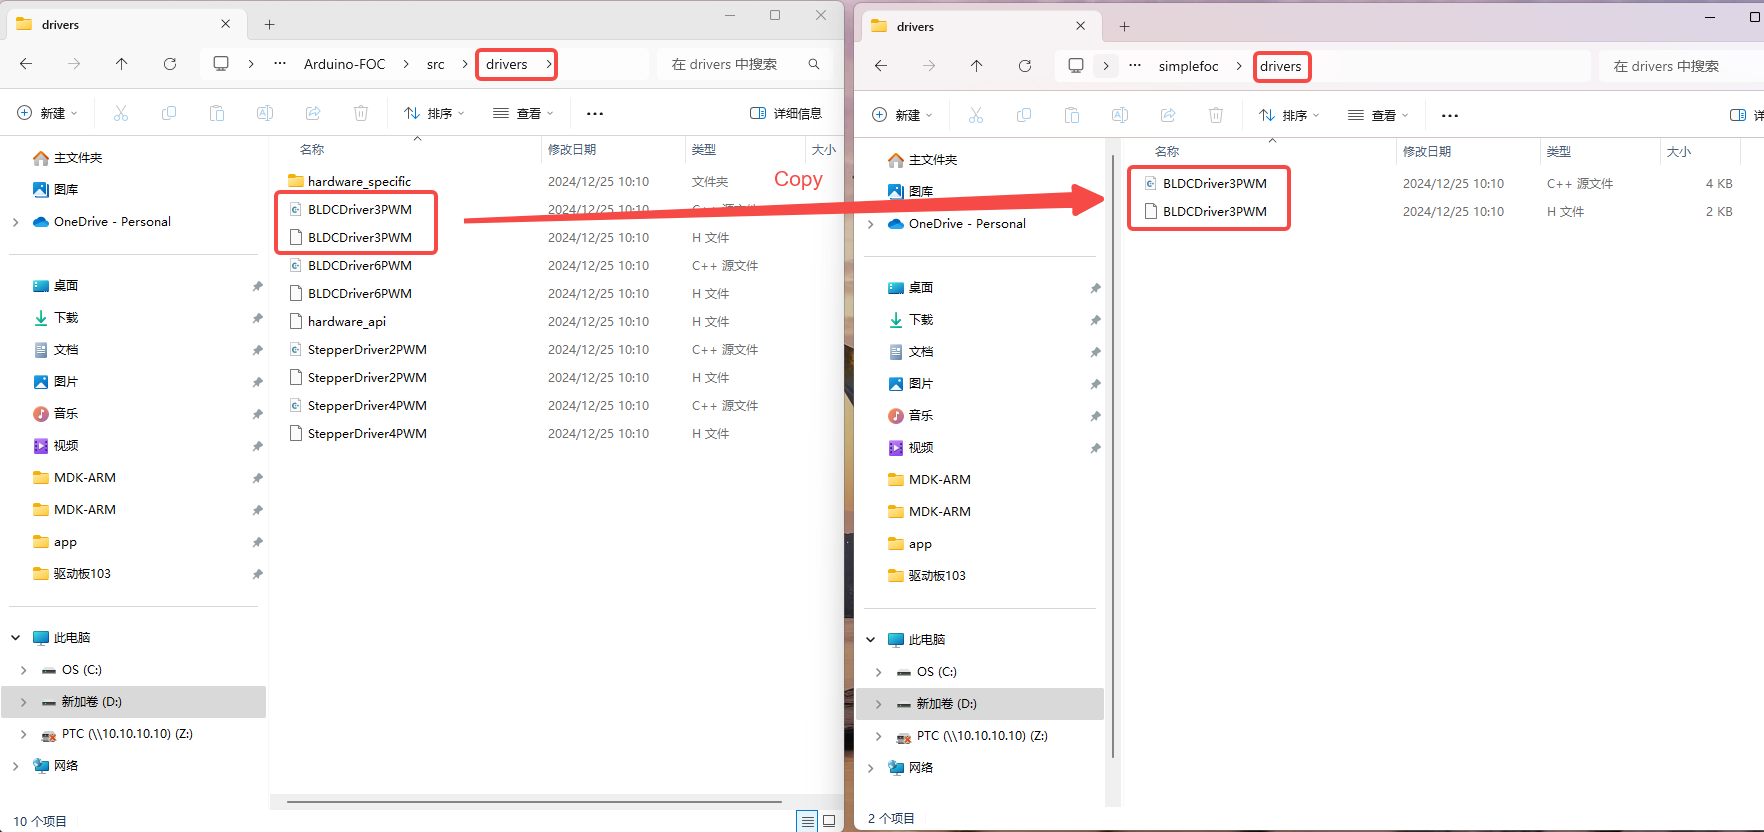 drivers
Arduino-FOC
src
drivers
在 drivers 中搜索
新建
排序
查看
详细信息
主文件夹
图库
OneDrive - Personal
桌面
下载
文档
图片
音乐
视频
MDK-ARM
MDK-ARM
app
驱动板103
此电脑
OS (C:)
新加卷 (D:)
PTC (\\10.10.10.10) (Z:)
网络
名称 修改日期 类型 大小
hardware_specific 2024/12/25 10:10 文件夹
BLDCDriver3PWM 2024/12/25 10:10 C++ 源文件
BLDCDriver3PWM 2024/12/25 10:10 H 文件
BLDCDriver6PWM 2024/12/25 10:10 C++ 源文件
BLDCDriver6PWM 2024/12/25 10:10 H 文件
hardware_api 2024/12/25 10:10 H 文件
StepperDriver2PWM 2024/12/25 10:10 C++ 源文件
StepperDriver2PWM 2024/12/25 10:10 H 文件
StepperDriver4PWM 2024/12/25 10:10 C++ 源文件
StepperDriver4PWM 2024/12/25 10:10 H 文件
10 个项目
Copy
drivers
simplefoc
drivers
在 drivers 中搜索
新建
排序
查看
详
主文件夹
图库
OneDrive - Personal
桌面
下载
文档
图片
音乐
视频
MDK-ARM
MDK-ARM
app
驱动板103
此电脑
OS (C:)
新加卷 (D:)
PTC (\\10.10.10.10) (Z:)
网络
名称 修改日期 类型 大小
BLDCDriver3PWM 2024/12/25 10:10 C++ 源文件 4 KB
BLDCDriver3PWM 2024/12/25 10:10 H 文件 2 KB
2 个项目